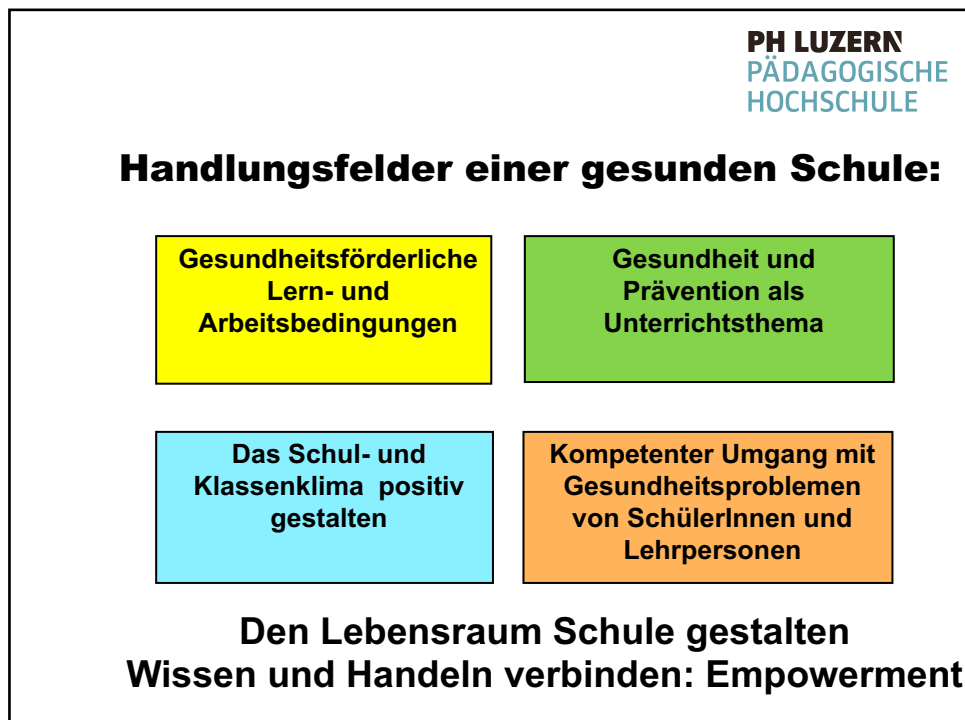 PH LUZERN
PÄDAGOGISCHE
HOCHSCHULE
Handlungsfelder einer gesunden Schule:
Gesundheitsförderliche
Lern- und
Arbeitsbedingungen
Gesundheit und
Prävention als
Unterrichtsthema
Das Schul- und
Klassenklima  positiv
gestalten
Kompetenter Umgang mit
Gesundheitsproblemen
von SchülerInnen und
Lehrpersonen
Den Lebensraum Schule gestalten
Wissen und Handeln verbinden: Empowerment